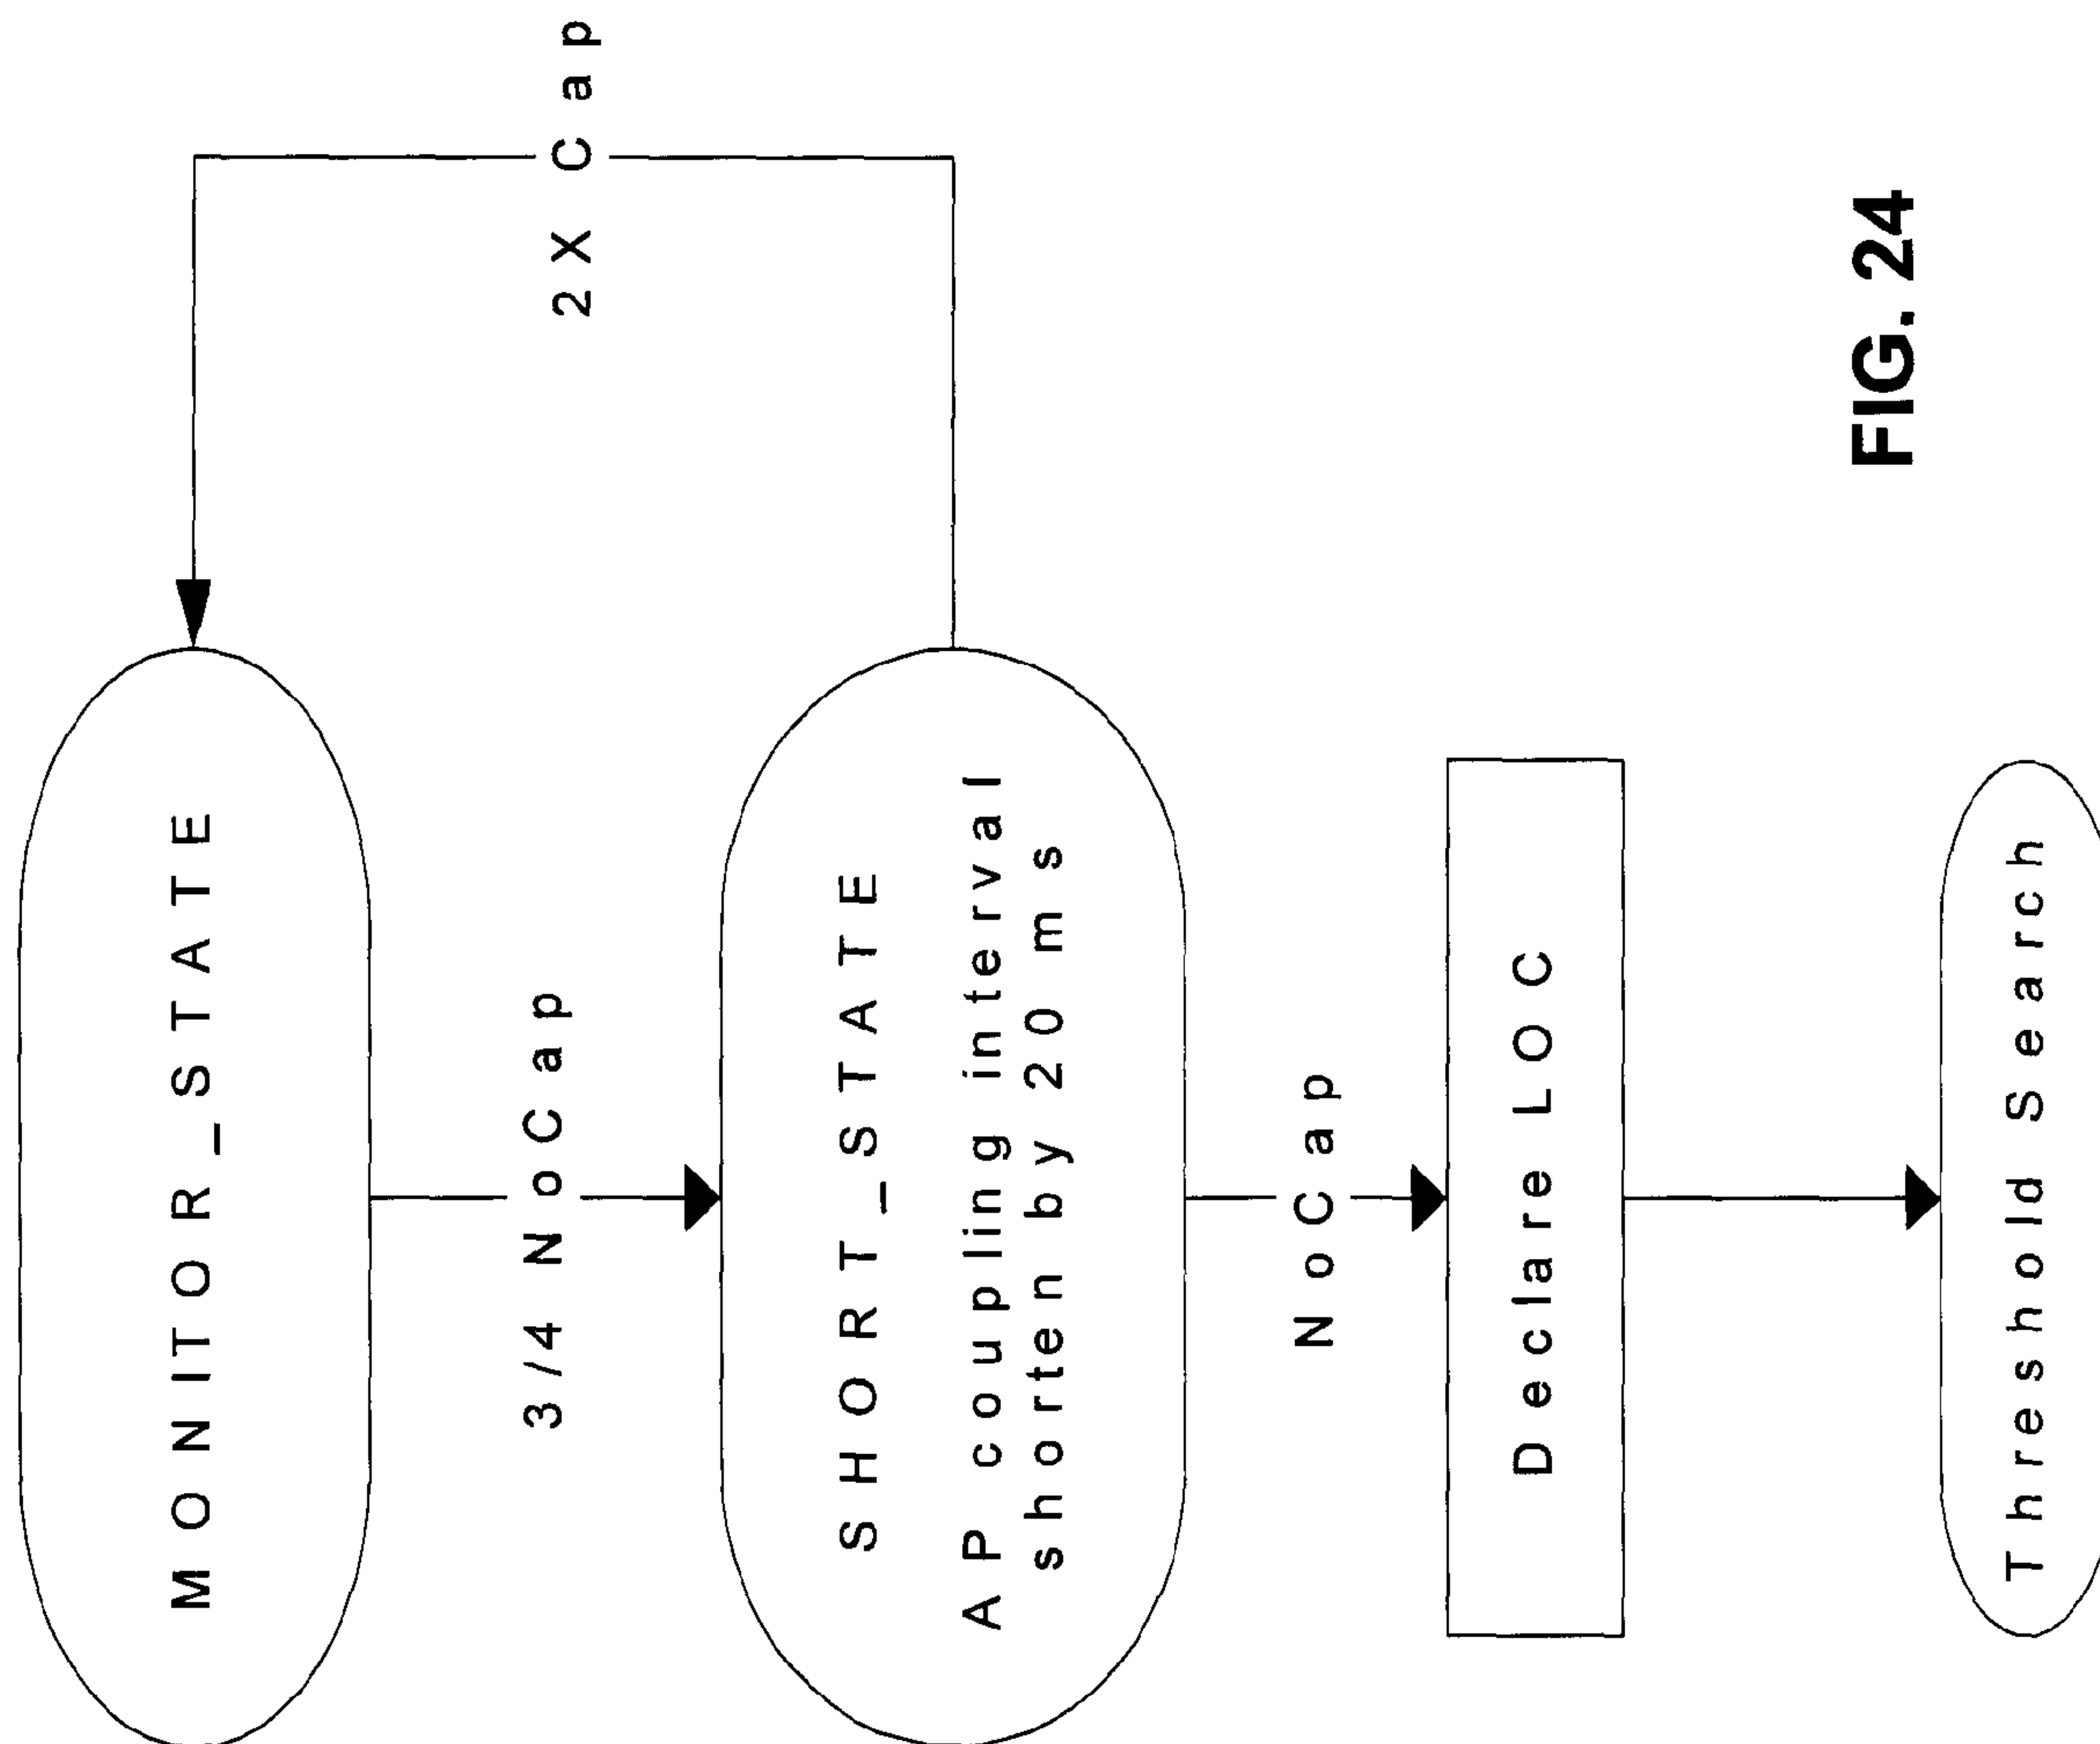 MONITOR_STATE
3/4 NoCap
2X Cap
SHORT_STATE
AP coupling interval
shorten by 20 ms
NoCap
Declare LOC
Threshold Search
FIG. 24